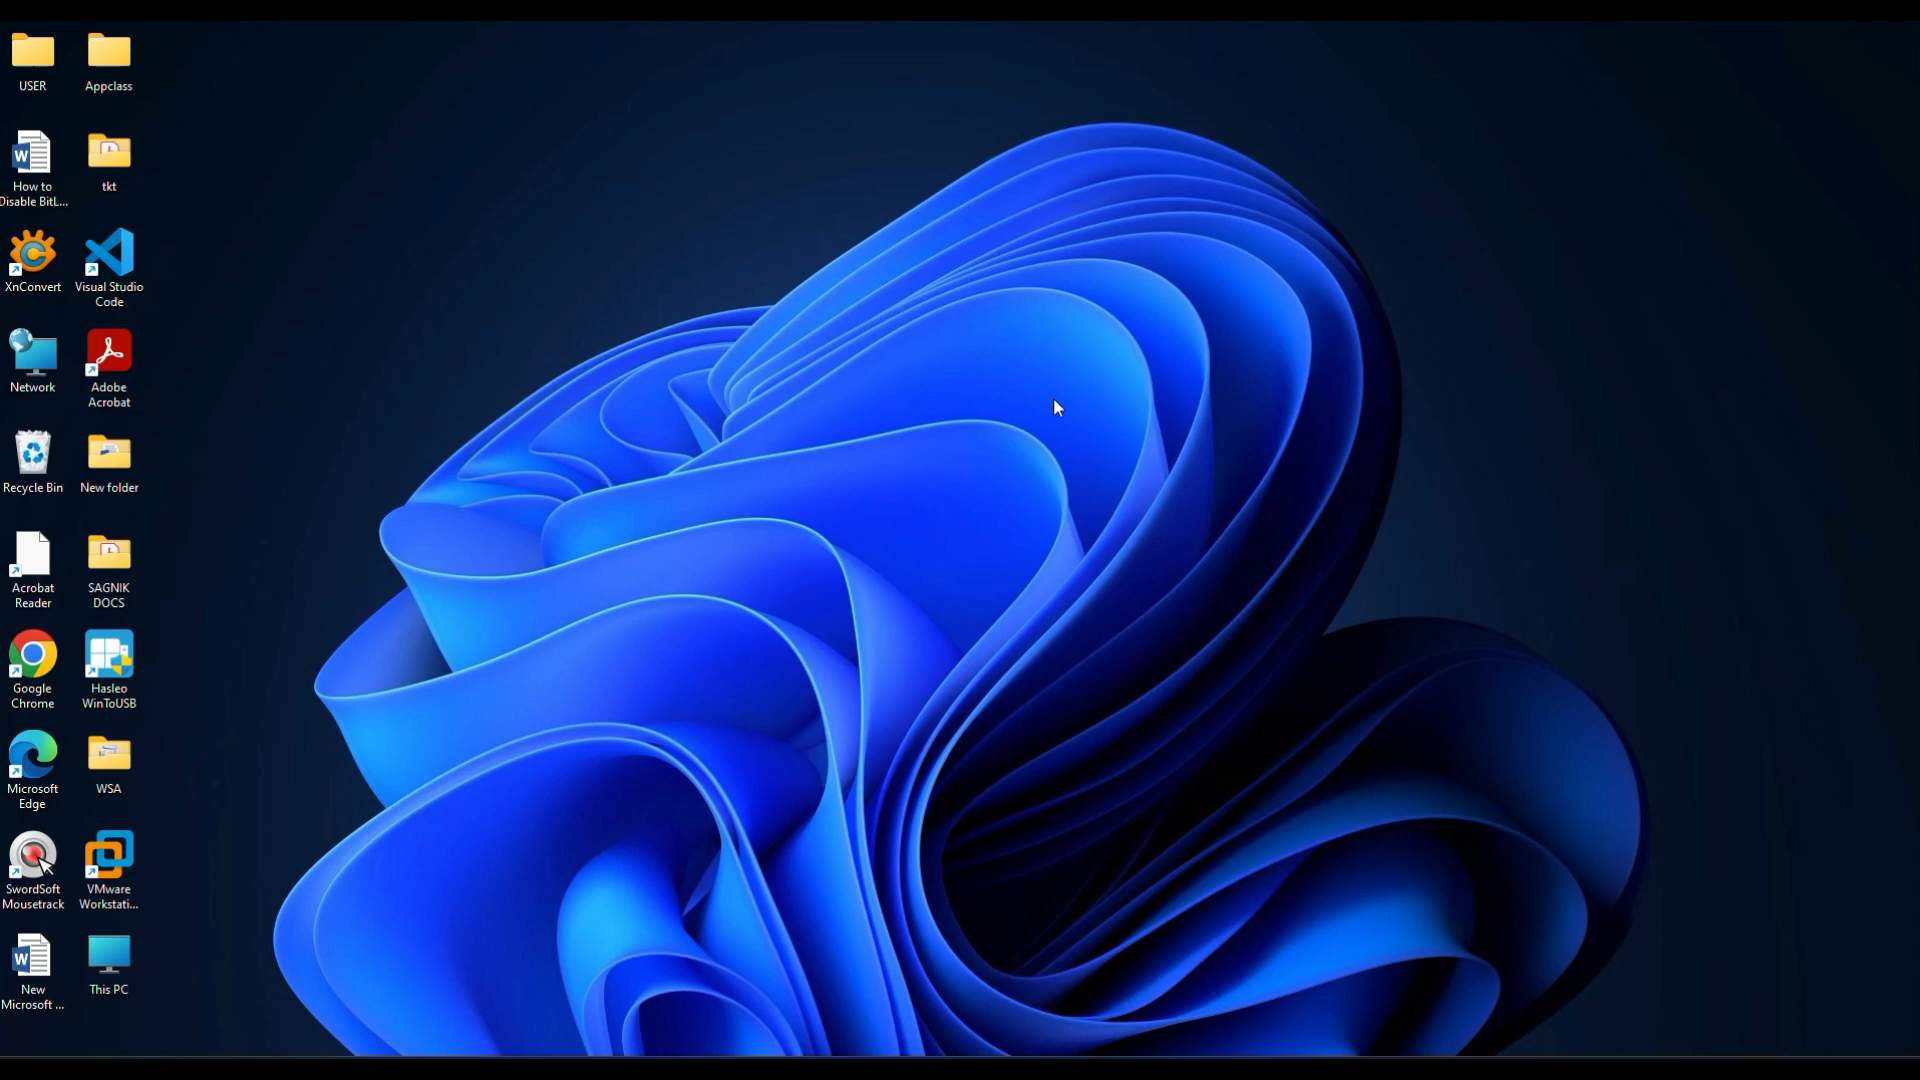 USER
Appclass
How to
Disable BitL...
tkt
XnConvert
Visual Studio
Code
Network
Adobe
Acrobat
Recycle Bin
New folder
Acrobat
Reader
SAGNIK
DOCS
Google
Chrome
Hasleo
WinToUSB
Microsoft
Edge
WSA
SwordSoft
Mousetrack
VMware
Workstati...
New
Microsoft ...
This PC